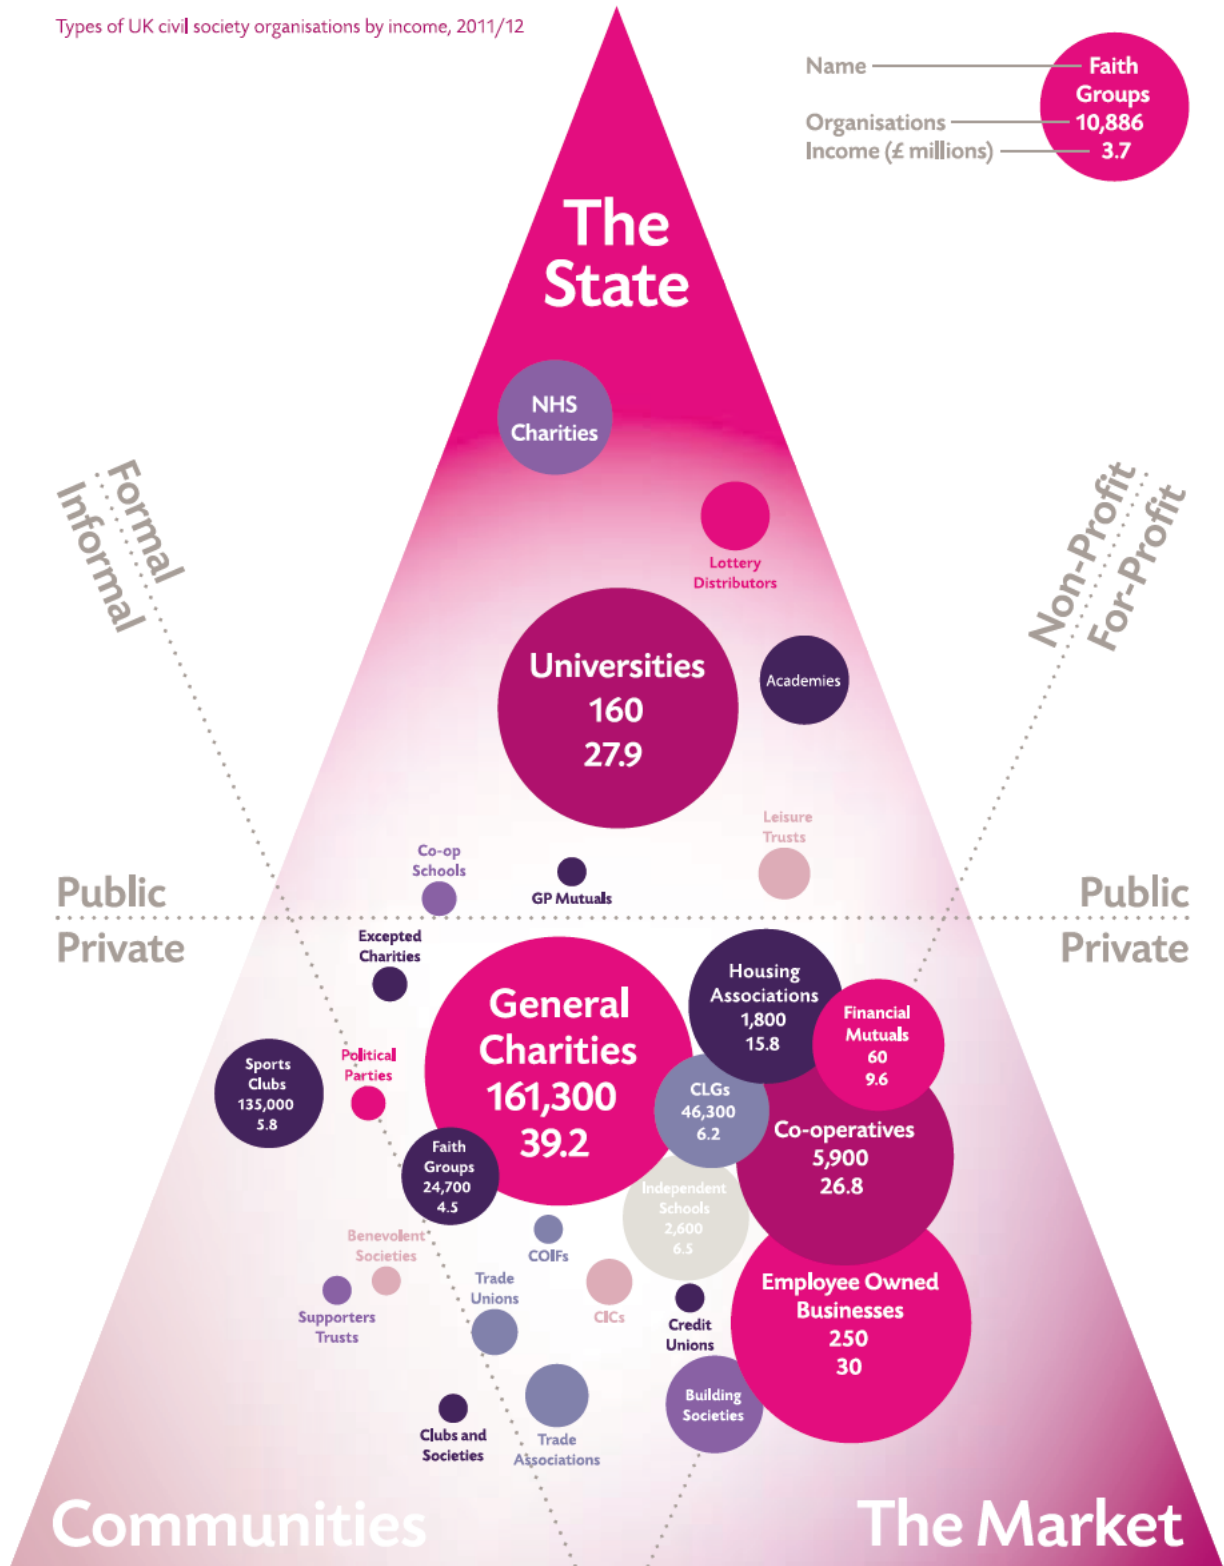 Types of UK civil society organisations by income, 2011/12
Name
Organisations
Income (£ millions)
Faith
Groups
10,886
3.7
The
State
NHS
Charities
Lottery
Distributors
Formal
Informal
Non-Profit
For-Profit
Universities
160
27.9
Academies
Leisure
Trusts
Co-op
Schools
GP Mutuals
Public
Private
Public
Private
Excepted
Charities
General
Charities
161,300
39.2
Housing
Associations
1,800
15.8
Financial
Mutuals
60
9.6
Sports
Clubs
135,000
5.8
Political
Parties
CLGs
46,300
6.2
Co-operatives
5,900
26.8
Faith
Groups
24,700
4.5
Independent
Schools
2,600
6.5
Benevolent
Societies
COIFs
Supporters
Trusts
Trade
Unions
CICs
Credit
Unions
Employee Owned
Businesses
250
30
Building
Societies
Clubs and
Societies
Trade
Associations
Communities
The Market